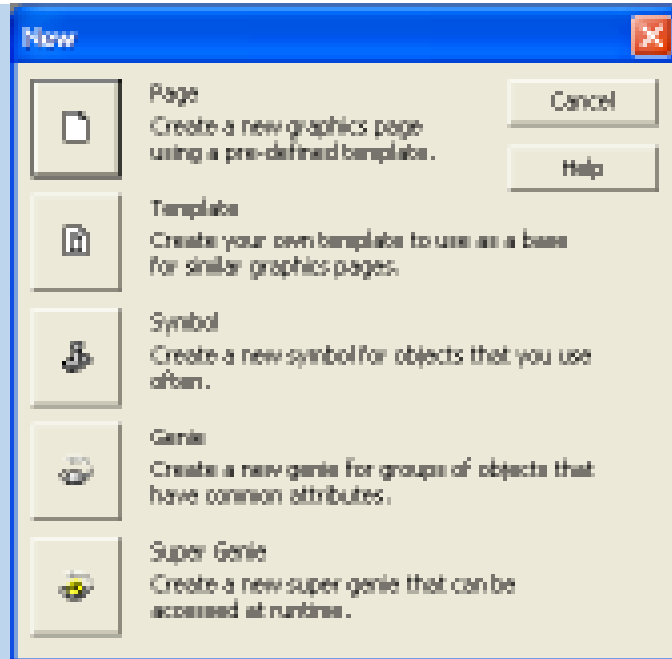 New
Page
Cancel
Create a new graphics page
using a pre-defined template.
Help
Template
Create your own template to use as a base
for similar graphics pages.
Symbol
Create a new symbol for objects that you use
often.
Genie
Create a new genie for groups of objects that
have common attributes.
Super Genie
Create a new super genie that can be
accessed at runtime.